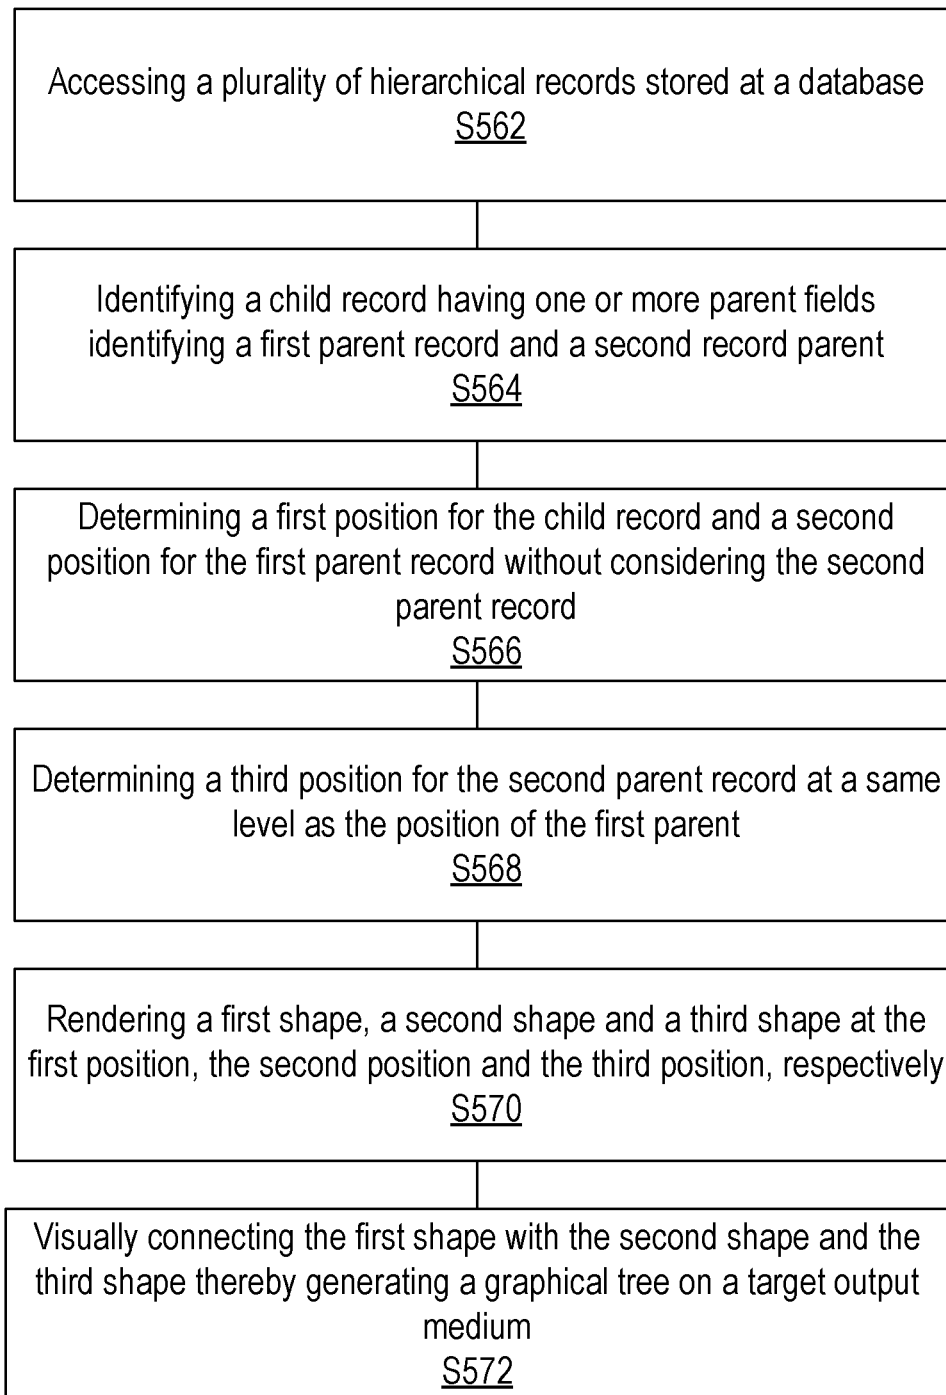 Accessing a plurality of hierarchical records stored at a database
S562
Identifying a child record having one or more parent fields
identifying a first parent record and a second record parent
S564
Determining a first position for the child record and a second
position for the first parent record without considering the second
parent record
S566
Determining a third position for the second parent record at a same
level as the position of the first parent
S568
Rendering a first shape, a second shape and a third shape at the
first position, the second position and the third position, respectively
S570
Visually connecting the first shape with the second shape and the
third shape thereby generating a graphical tree on a target output
medium
S572